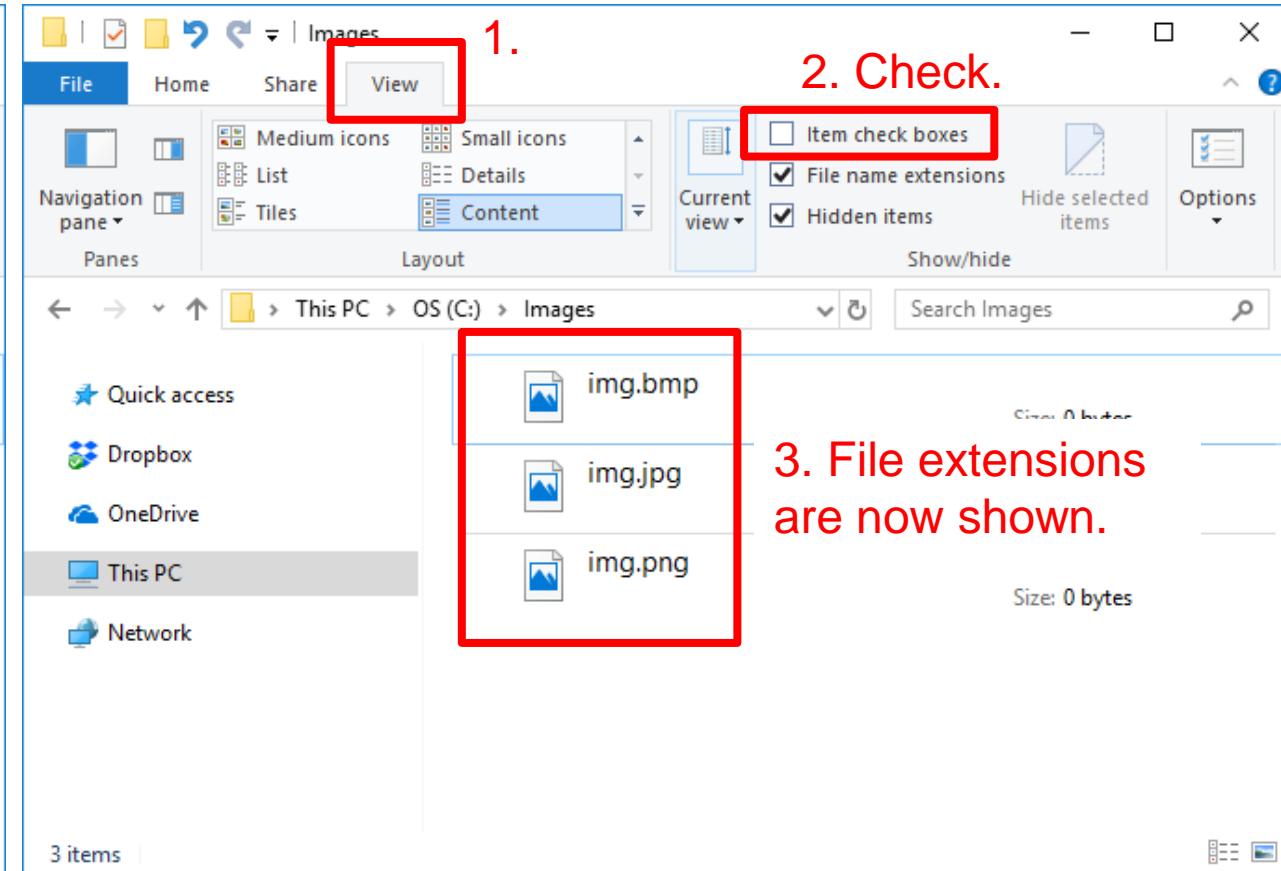 Images
1.
File Home Share View
2. Check.
Medium icons Small icons
List Details
Tiles Content
Navigation pane
Current view
Item check boxes
File name extensions
Hidden items
Hide selected items
Options
Panes Layout Show/hide
This PC OS (C:) Images
Search Images
Quick access
Dropbox
OneDrive
This PC
Network
img.bmp
Size: 0 bytes
img.jpg
img.png
Size: 0 bytes
3. File extensions
are now shown.
3 items